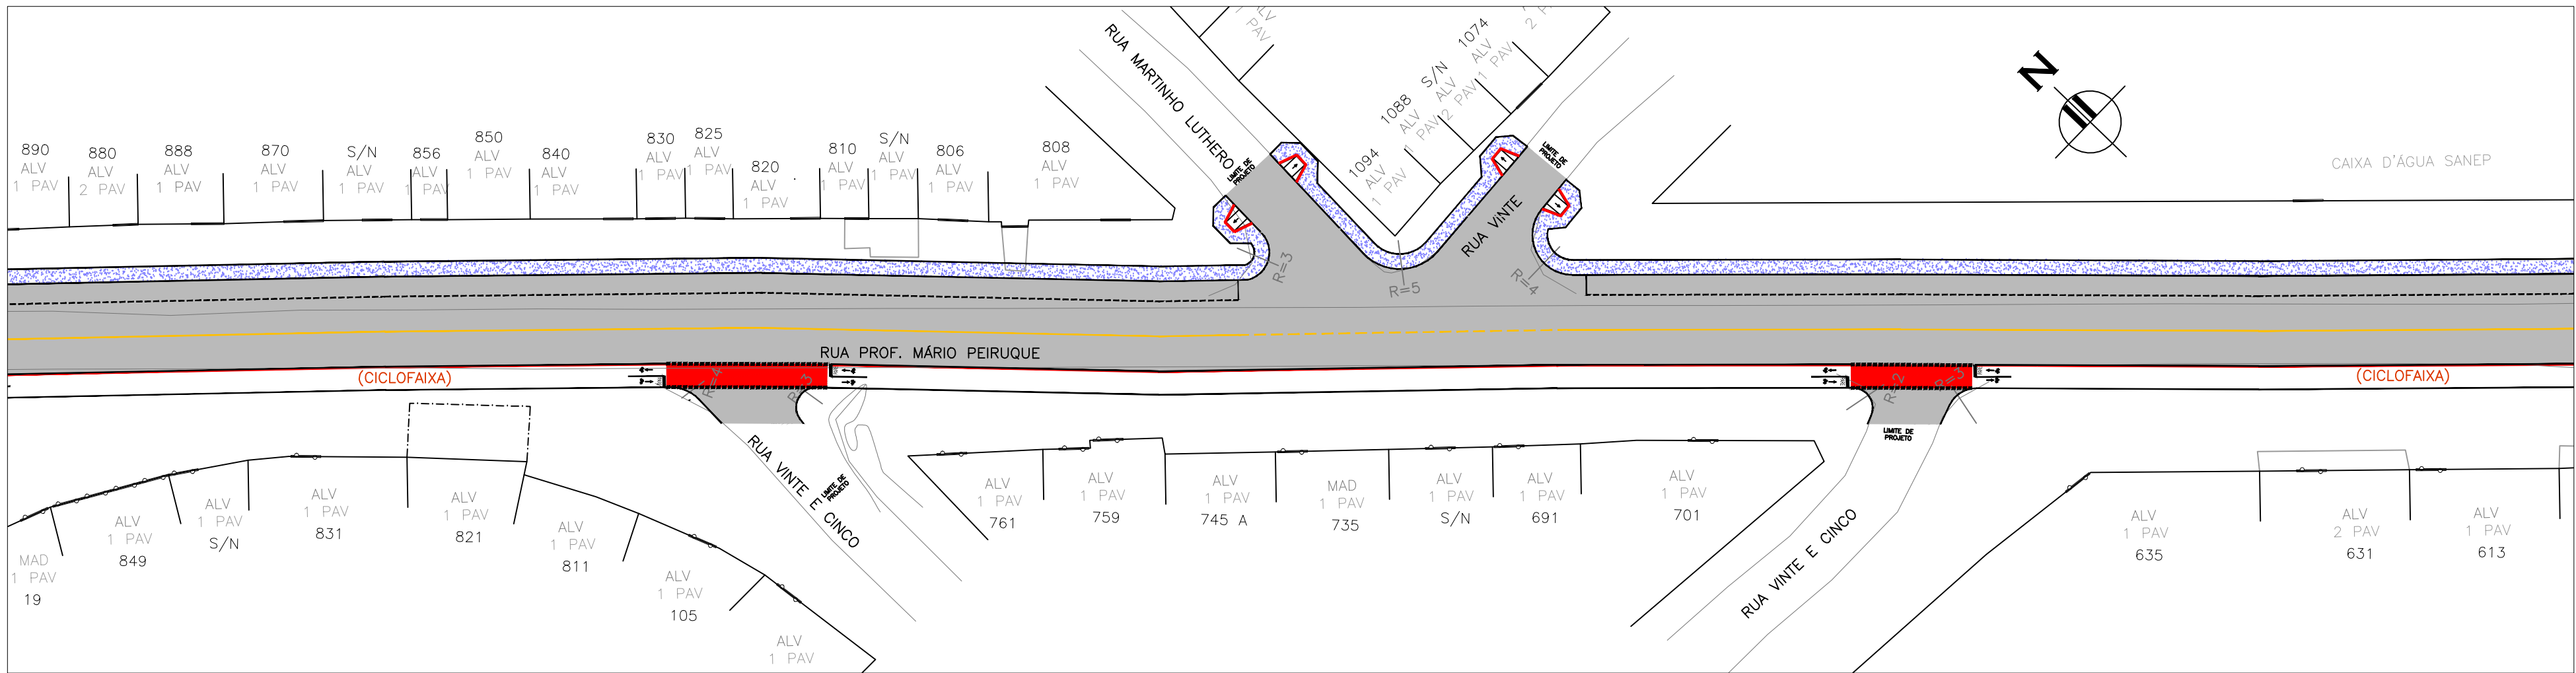 890
ALV
1 PAV
880
ALV
2 PAV
888
ALV
1 PAV
870
ALV
1 PAV
S/N
ALV
1 PAV
856
ALV
1 PAV
850
ALV
1 PAV
840
ALV
1 PAV
830
ALV
1 PAV
825
ALV
1 PAV
820
ALV
1 PAV
810
ALV
1 PAV
S/N
ALV
1 PAV
806
ALV
1 PAV
808
ALV
1 PAV
RUA MARTINHO LUTHERO
LIMITE DE
PROJETO
ALV
1 PAV
1094
ALV
1 PAV
1088
ALV
1 PAV
S/N
ALV
2 PAV
1074
ALV
1 PAV
2
RUA VINTE
LIMITE DE
PROJETO
N
CAIXA D'ÁGUA SANEP
R=3
R=5
R=4
RUA PROF. MÁRIO PEIRUQUE
(CICLOFAIXA)
R=4
R=3
R=2
R=3
(CICLOFAIXA)
RUA VINTE E CINCO
LIMITE DE
PROJETO
LIMITE DE
PROJETO
RUA VINTE E CINCO
MAD
1 PAV
19
ALV
1 PAV
849
ALV
1 PAV
S/N
ALV
1 PAV
831
ALV
1 PAV
821
ALV
1 PAV
811
ALV
1 PAV
105
ALV
1 PAV
ALV
1 PAV
761
ALV
1 PAV
759
ALV
1 PAV
745 A
MAD
1 PAV
735
ALV
1 PAV
S/N
ALV
1 PAV
691
ALV
1 PAV
701
ALV
1 PAV
635
ALV
2 PAV
631
ALV
1 PAV
613